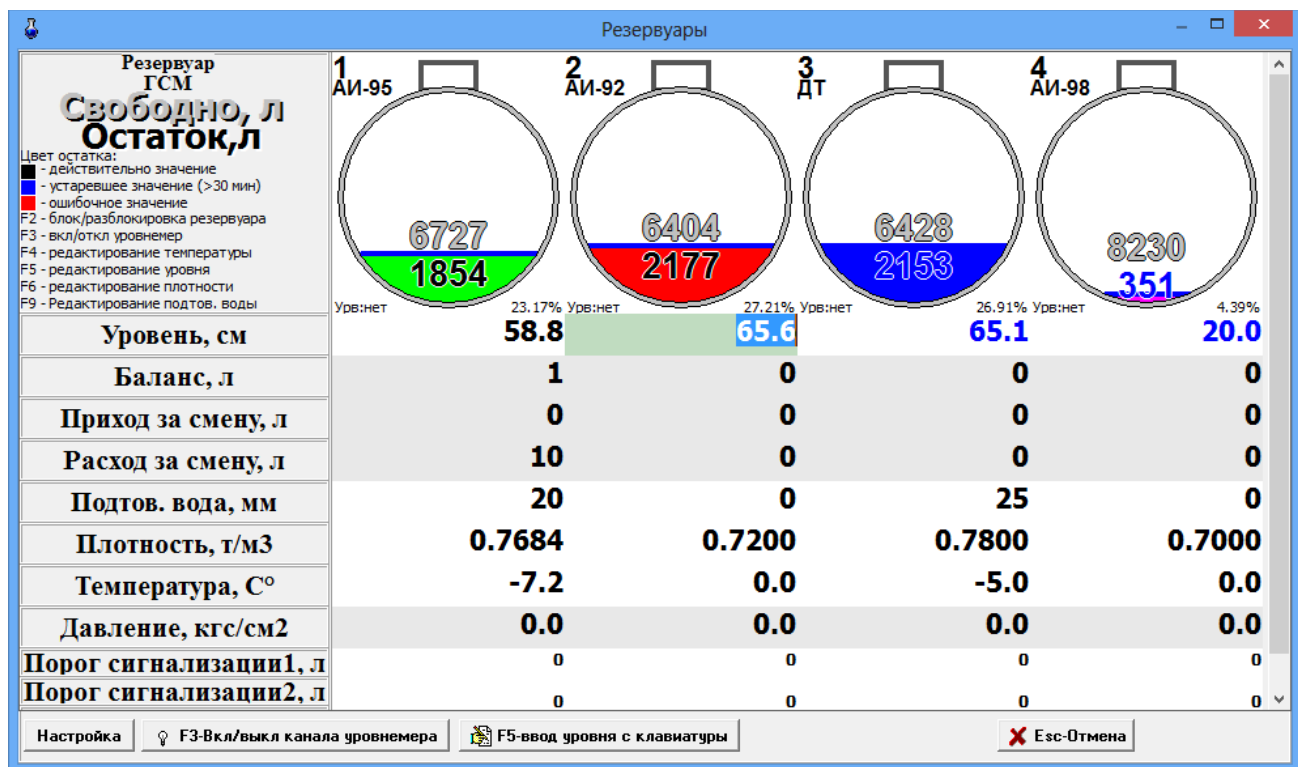 Резервуары
Резервуар
ГСМ
Свободно, л
Остаток,л
Цвет остатка:
- действительно значение
- устаревшее значение (>30 мин)
- ошибочное значение
F2 - блок/разблокировка резервуара
F3 - вкл/откл уровнемер
F4 - редактирование температуры
F5 - редактирование уровня
F6 - редактирование плотности
F9 - Редактирование подтов. воды
1 2 3 4
АИ-95 АИ-92 ДТ АИ-98
6727 6404 6428 8230
1854 2177 2153 351
Урв:нет 23.17% Урв:нет 27.21% Урв:нет 26.91% Урв:нет 4.39%
Уровень, см 58.8 65.6 65.1 20.0
Баланс, л 1 0 0 0
Приход за смену, л 0 0 0 0
Расход за смену, л 10 0 0 0
Подтов. вода, мм 20 0 25 0
Плотность, т/м3 0.7684 0.7200 0.7800 0.7000
Температура, С° -7.2 0.0 -5.0 0.0
Давление, кгс/см2 0.0 0.0 0.0 0.0
Порог сигнализации1, л 0 0 0 0
Порог сигнализации2, л 0 0 0 0
Настройка F3-Вкл/выкл канала уровнемера F5-ввод уровня с клавиатуры Esc-Отмена